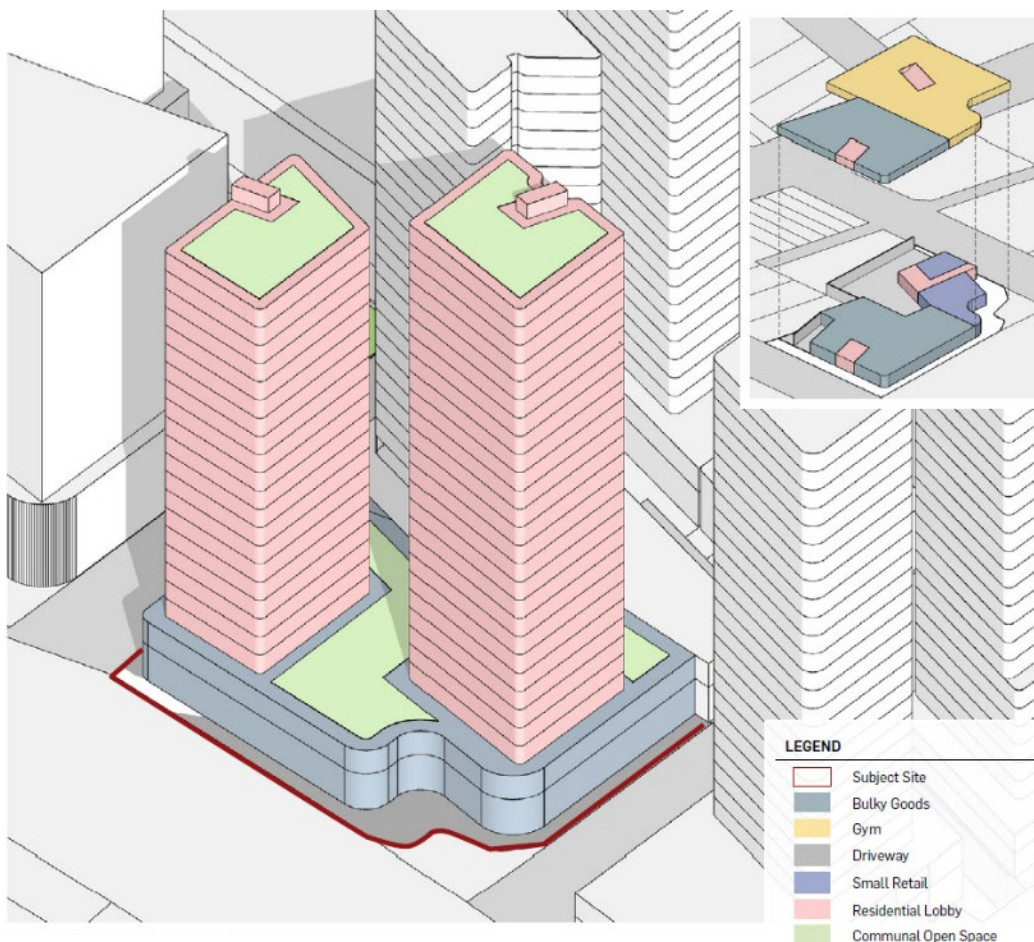 LEGEND
Subject Site
Bulky Goods
Gym
Driveway
Small Retail
Residential Lobby
Communal Open Space